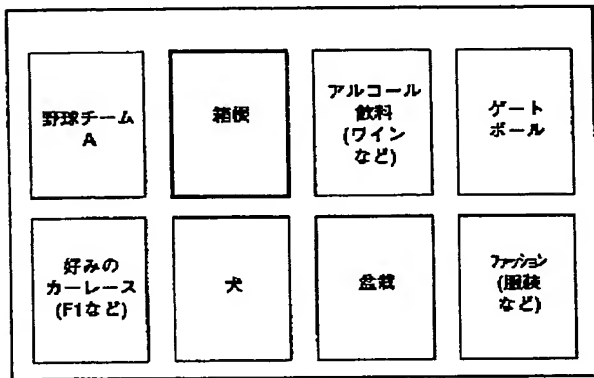 野球チーム
A
箱根
アルコール
飲料
(ワイン
など)
ゲート
ボール
好みの
カーレース
(F1など)
犬
盆栽
ファッション
(服装
など)